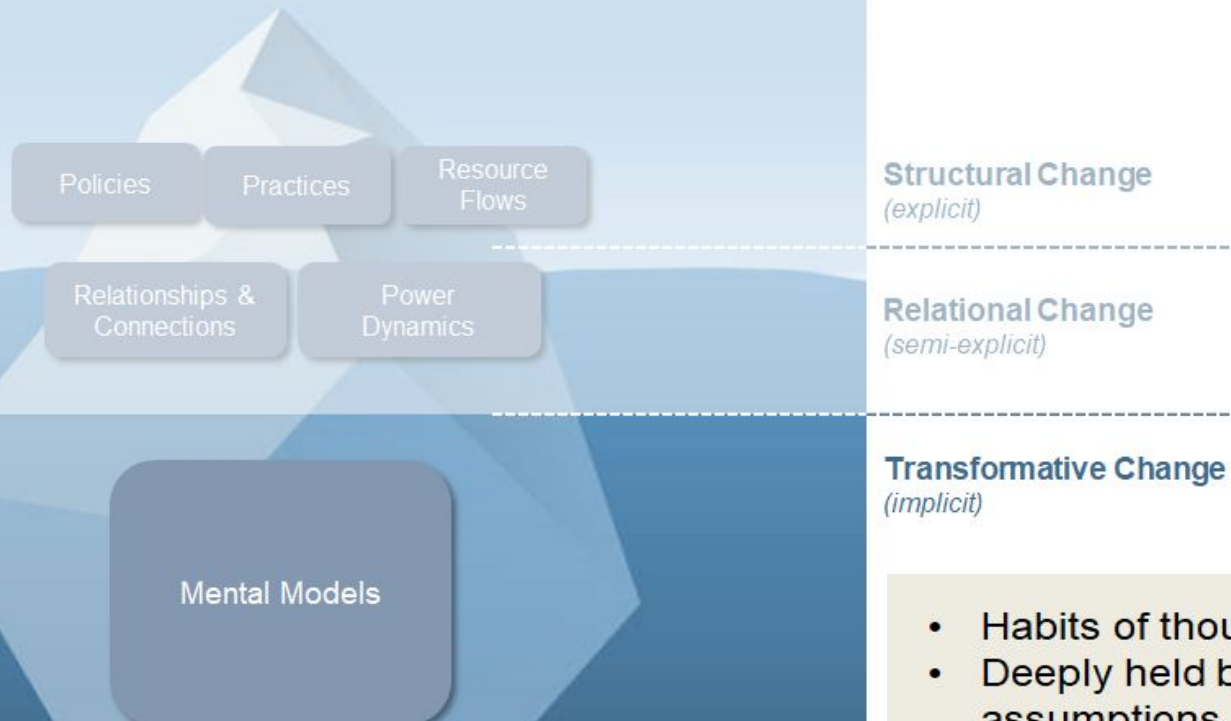 Policies
Practices
Resource
Flows
Structural Change
(explicit)
Relationships &
Connections
Power
Dynamics
Relational Change
(semi-explicit)
Transformative Change
(implicit)
Mental Models
• Habits of
• Deeply held
assumptions